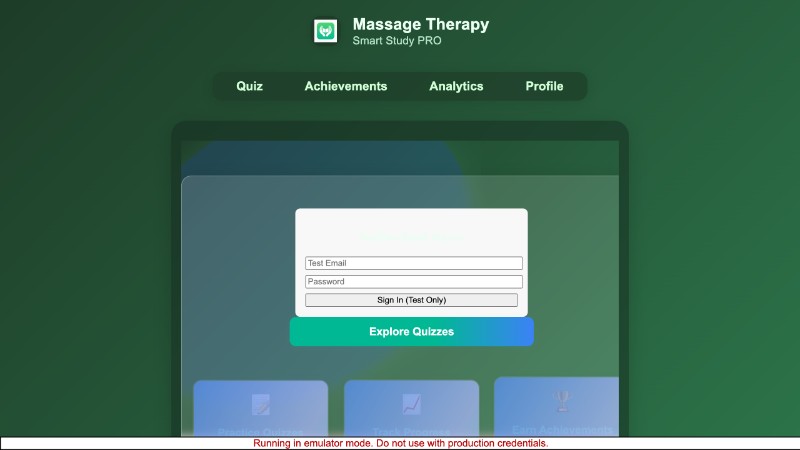 Massage Therapy
Smart Study PRO
Quiz Achievements Analytics Profile
Test Email
Password
Sign In (Test Only)
Explore Quizzes
Practice Quizzes Track Progress Earn Achievements
Running in emulator mode. Do not use with production credentials.